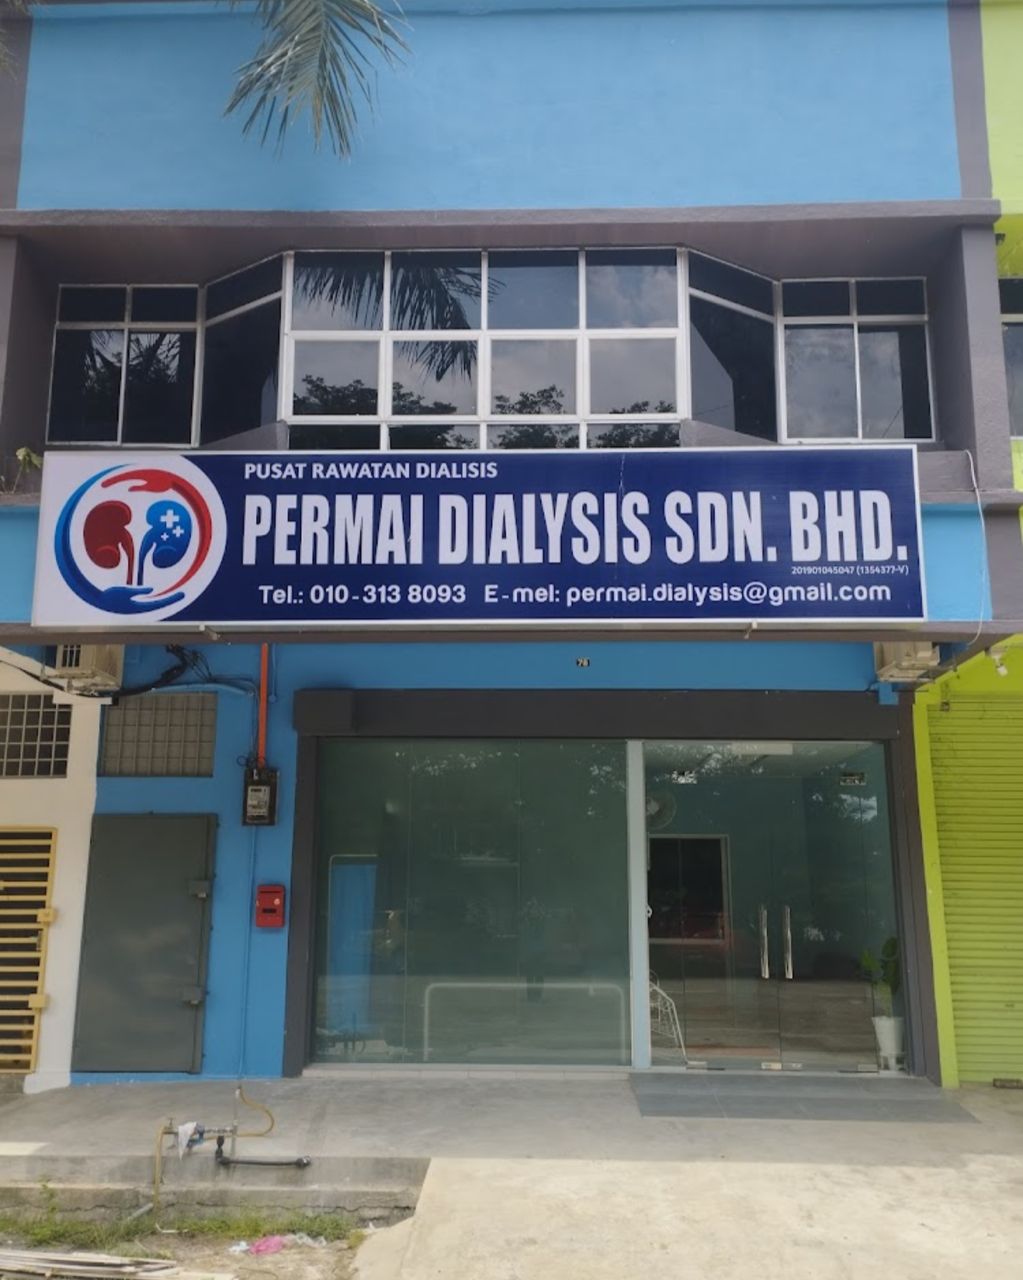 PUSAT RAWATAN DIALISIS
PERMAI DIALYSIS SDN. BHD.
201901045047 (1354377-V)
Tel.: 010-313 8093 E-mel: permai.dialysis@gmail.com